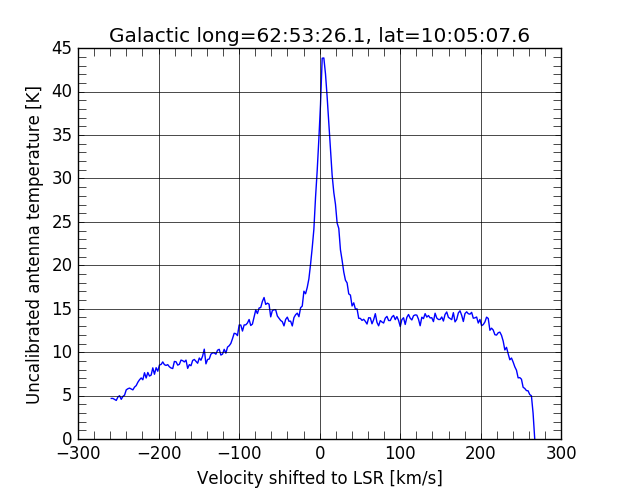 Galactic long=62:53:26.1, lat=10:05:07.6
Uncalibrated antenna temperature [K]
45
40
35
30
25
20
15
10
5
0
−300 −200 −100 0 100 200 300
Velocity shifted to LSR [km/s]